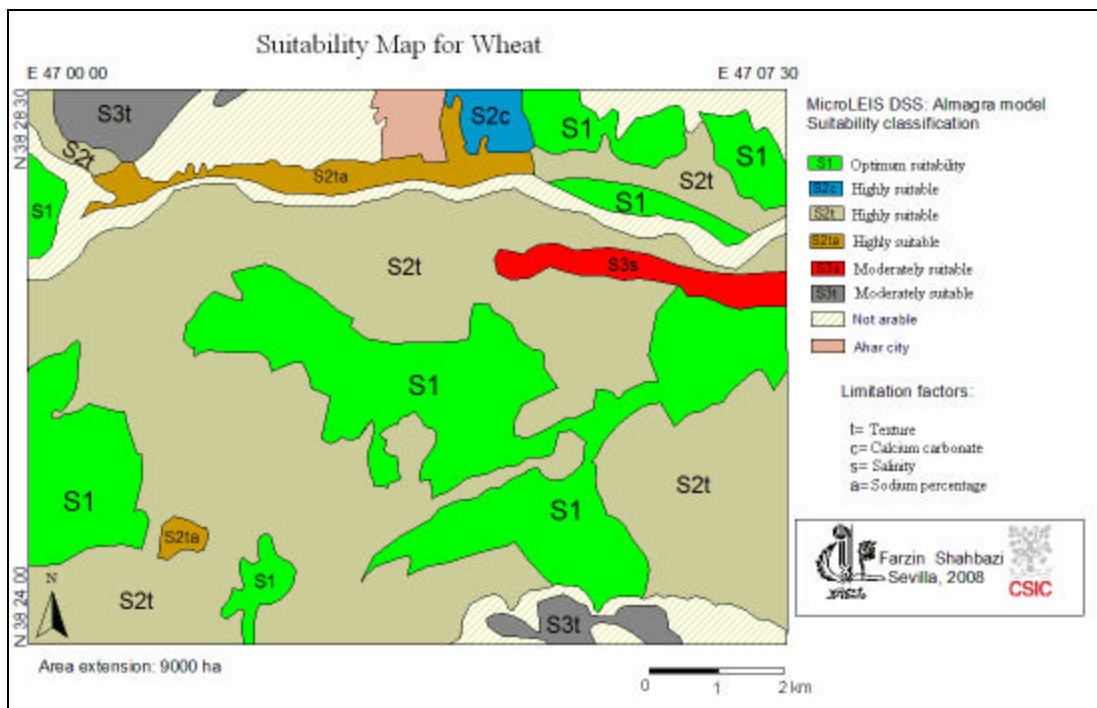 Suitability Map for Wheat
E 47 00 00
E 47 07 30
N 38 28 30
N 38 24 00
S3t
S2c
S1
S1
S2t
S2ta
S2t
S1
S1
S2t
S3s
S1
S1
S2t
S1
S2ta
S1
S2t
S3t
N
MicroLEIS DSS: Almagra model
Suitability classification
S1 Optimum suitability
S2c Highly suitable
S2t Highly suitable
S2ta Highly suitable
S3s Moderately suitable
S3t Moderately suitable
Not arable
Ahar city
Limitation factors:
t= Texture
c= Calcium carbonate
s= Salinity
a= Sodium percentage
Farzin Shahbazi
Sevilla, 2008
CSIC
Area extension: 9000 ha
0 1 2 km